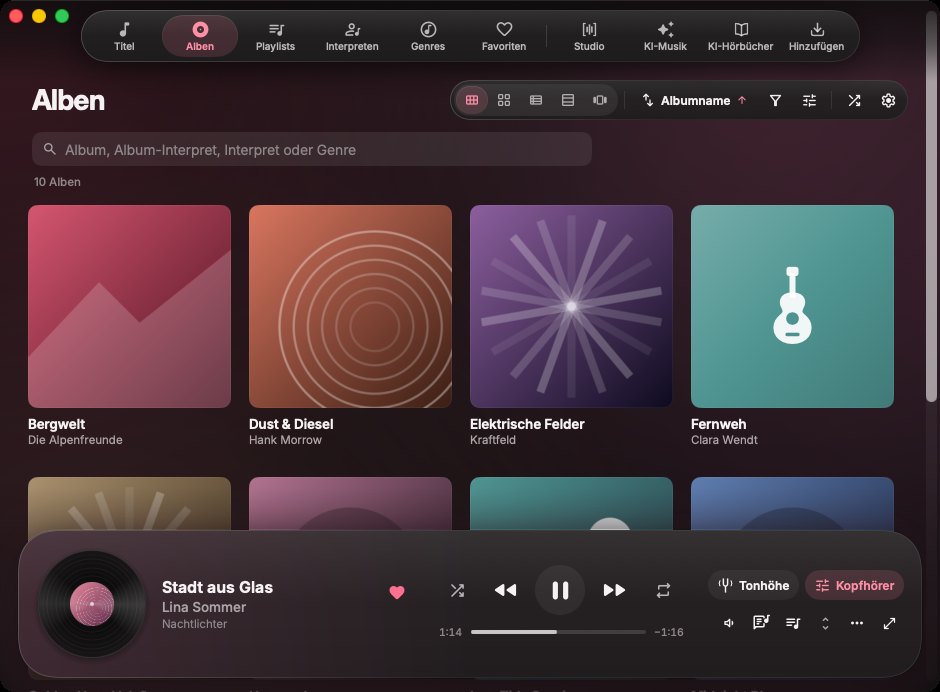 Titel
Alben
Playlists
Interpreten
Genres
Favoriten
Studio
KI-Musik
KI-Hörbücher
Hinzufügen
Alben
Albumname
Album, Album-Interpret, Interpret oder Genre
10 Alben
Bergwelt
Die Alpenfreunde
Dust & Diesel
Hank Morrow
Elektrische Felder
Kraftfeld
Fernweh
Clara Wendt
Stadt aus Glas
Lina Sommer
Nachtlichter
1:14
−1:16
Tonhöhe
Kopfhörer